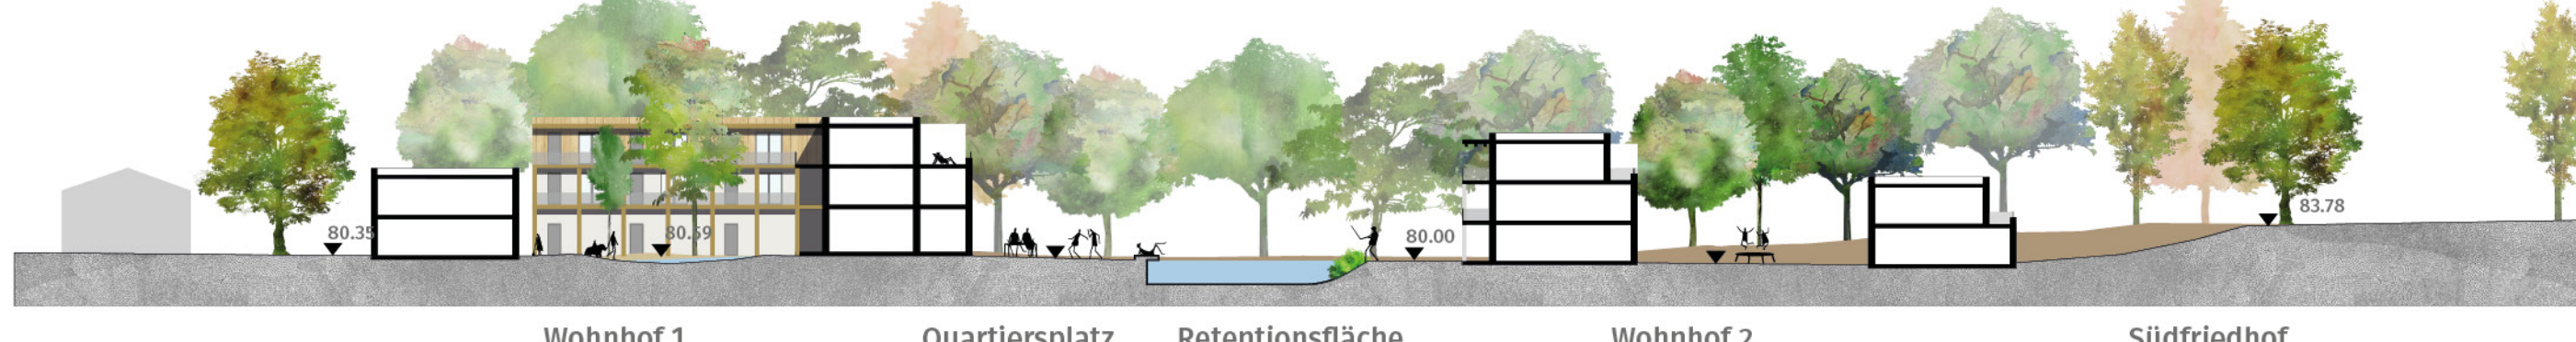 80.35
80.59
80.00
83.78
Wohnhof 1
Quartiersplatz
Retentionsfläche
Wohnhof 2
Südfriedhof